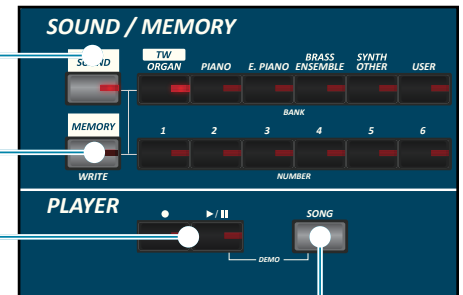 SOUND / MEMORY
SOUND
TW
ORGAN
PIANO
E. PIANO
BRASS
ENSEMBLE
SYNTH
OTHER
USER
BANK
MEMORY
1 2 3 4 5 6
WRITE
NUMBER
PLAYER
● ▶/❚❚
SONG
DEMO